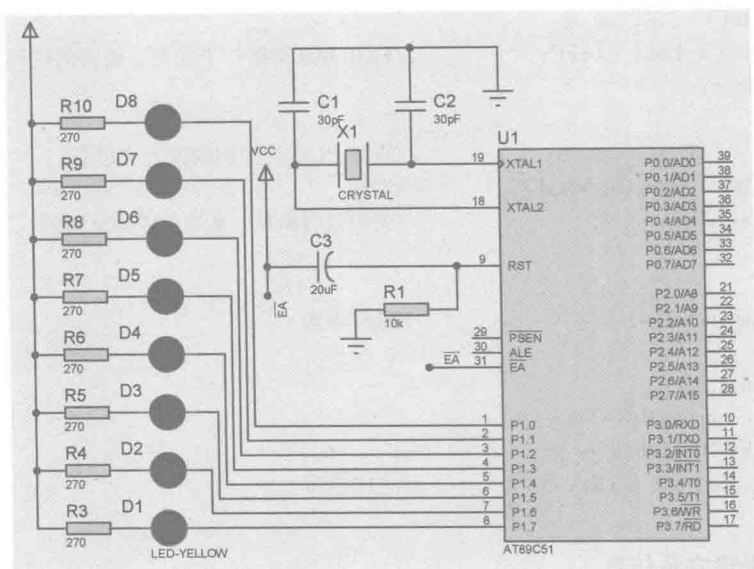 R10
270
D8
R9
270
D7
R8
270
D6
R7
270
D5
R6
270
D4
R5
270
D3
R4
270
D2
R3
270
D1
LED-YELLOW
C1
30pF
C2
30pF
X1
CRYSTAL
VCC
EA
C3
20uF
R1
10k
EA
U1
19 XTAL1
18 XTAL2
9 RST
29 PSEN
30 ALE
31 EA
1 P1.0
2 P1.1
3 P1.2
4 P1.3
5 P1.4
6 P1.5
7 P1.6
8 P1.7
P0.0/AD0 39
P0.1/AD1 38
P0.2/AD2 37
P0.3/AD3 36
P0.4/AD4 35
P0.5/AD5 34
P0.6/AD6 33
P0.7/AD7 32
P2.0/A8 21
P2.1/A9 22
P2.2/A10 23
P2.3/A11 24
P2.4/A12 25
P2.5/A13 26
P2.6/A14 27
P2.7/A15 28
P3.0/RXD 10
P3.1/TXD 11
P3.2/INT0 12
P3.3/INT1 13
P3.4/T0 14
P3.5/T1 15
P3.6/WR 16
P3.7/RD 17
AT89C51